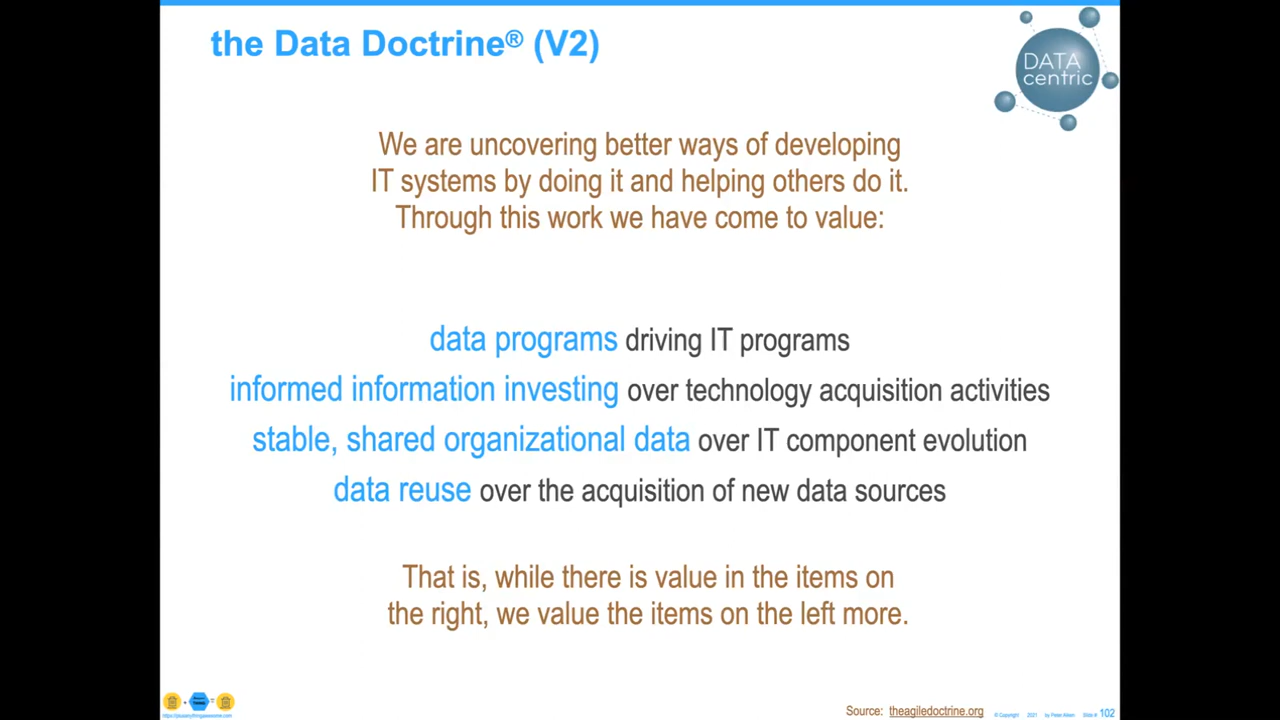 the Data Doctrine® (V2)
DATA
centric
We are uncovering better ways of developing
IT systems by doing it and helping others do it.
Through this work we have come to value:
data programs driving IT programs
informed information investing over technology acquisition activities
stable, shared organizational data over IT component evolution
data reuse over the acquisition of new data sources
That is, while there is value in the items on
the right, we value the items on the left more.
Source: theagiledoctrine.org
© Copyright 2021 by Peter Aiken Slide # 102